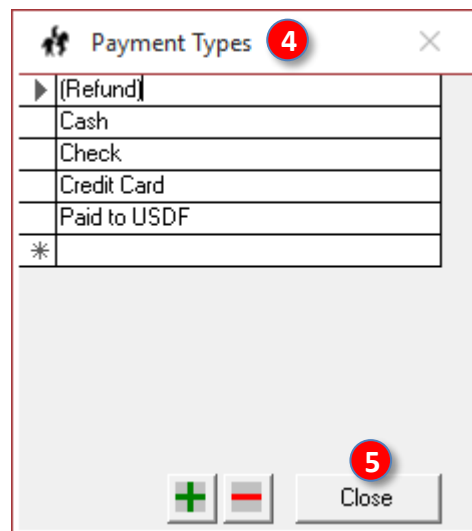 Payment Types 4
(Refund)
Cash
Check
Credit Card
Paid to USDF
5
Close